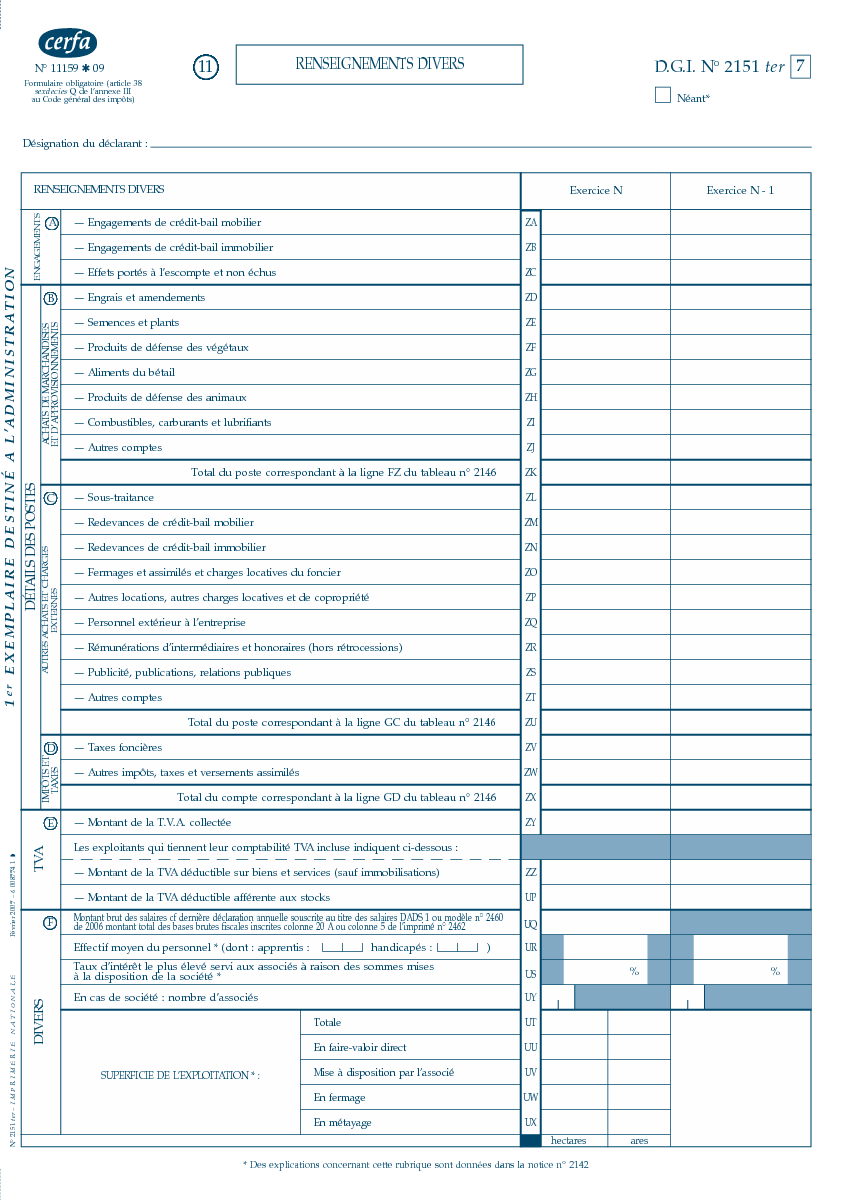 cerfa
N° 11159 ✱ 09
Formulaire obligatoire (article 38
sexdecies Q de l'annexe III
au Code général des impôts)
11
RENSEIGNEMENTS DIVERS
D.G.I. N° 2151 ter 7
Néant*
Désignation du déclarant :
RENSEIGNEMENTS DIVERS Exercice N Exercice N - 1
ENGAGEMENTS
A — Engagements de crédit-bail mobilier ZA
— Engagements de crédit-bail immobilier ZB
— Effets portés à l'escompte et non échus ZC
DÉTAILS DES POSTES
ACHATS DE MARCHANDISES
ET D'APPROVISIONNEMENTS
B — Engrais et amendements ZD
— Semences et plants ZE
— Produits de défense des végétaux ZF
— Aliments du bétail ZG
— Produits de défense des animaux ZH
— Combustibles, carburants et lubrifiants ZI
— Autres comptes ZJ
Total du poste correspondant à la ligne FZ du tableau n° 2146 ZK
AUTRES ACHATS ET CHARGES
EXTERNES
C — Sous-traitance ZL
— Redevances de crédit-bail mobilier ZM
— Redevances de crédit-bail immobilier ZN
— Fermages et assimilés et charges locatives du foncier ZO
— Autres locations, autres charges locatives et de copropriété ZP
— Personnel extérieur à l'entreprise ZQ
— Rémunérations d'intermédiaires et honoraires (hors rétrocessions) ZR
— Publicité, publications, relations publiques ZS
— Autres comptes ZT
Total du poste correspondant à la ligne GC du tableau n° 2146 ZU
IMPÔTS ET
TAXES
D — Taxes foncières ZV
— Autres impôts, taxes et versements assimilés ZW
Total du compte correspondant à la ligne GD du tableau n° 2146 ZX
TVA
E — Montant de la T.V.A. collectée ZY
Les exploitants qui tiennent leur comptabilité TVA incluse indiquent ci-dessous :
— Montant de la TVA déductible sur biens et services (sauf immobilisations) ZZ
— Montant de la TVA déductible afférente aux stocks UP
DIVERS
F Montant brut des salaires cf dernière déclaration annuelle souscrite au titre des salaires DADS 1 ou modèle n° 2460
de 2006 montant total des bases brutes fiscales inscrites colonne 20 A ou colonne 5 de l'imprimé n° 2462 UQ
Effectif moyen du personnel * (dont : apprentis : handicapés : ) UR
Taux d'intérêt le plus élevé servi aux associés à raison des sommes mises
à la disposition de la société * US % %
En cas de société : nombre d'associés UY
SUPERFICIE DE L'EXPLOITATION * :
Totale UT
En faire-valoir direct UU
Mise à disposition par l'associé UV
En fermage UW
En métayage UX
hectares ares
* Des explications concernant cette rubrique sont données dans la notice n° 2142
1er EXEMPLAIRE DESTINÉ A L'ADMINISTRATION
N° 2151 ter – IMPRIMERIE NATIONALE
Février 2007 –